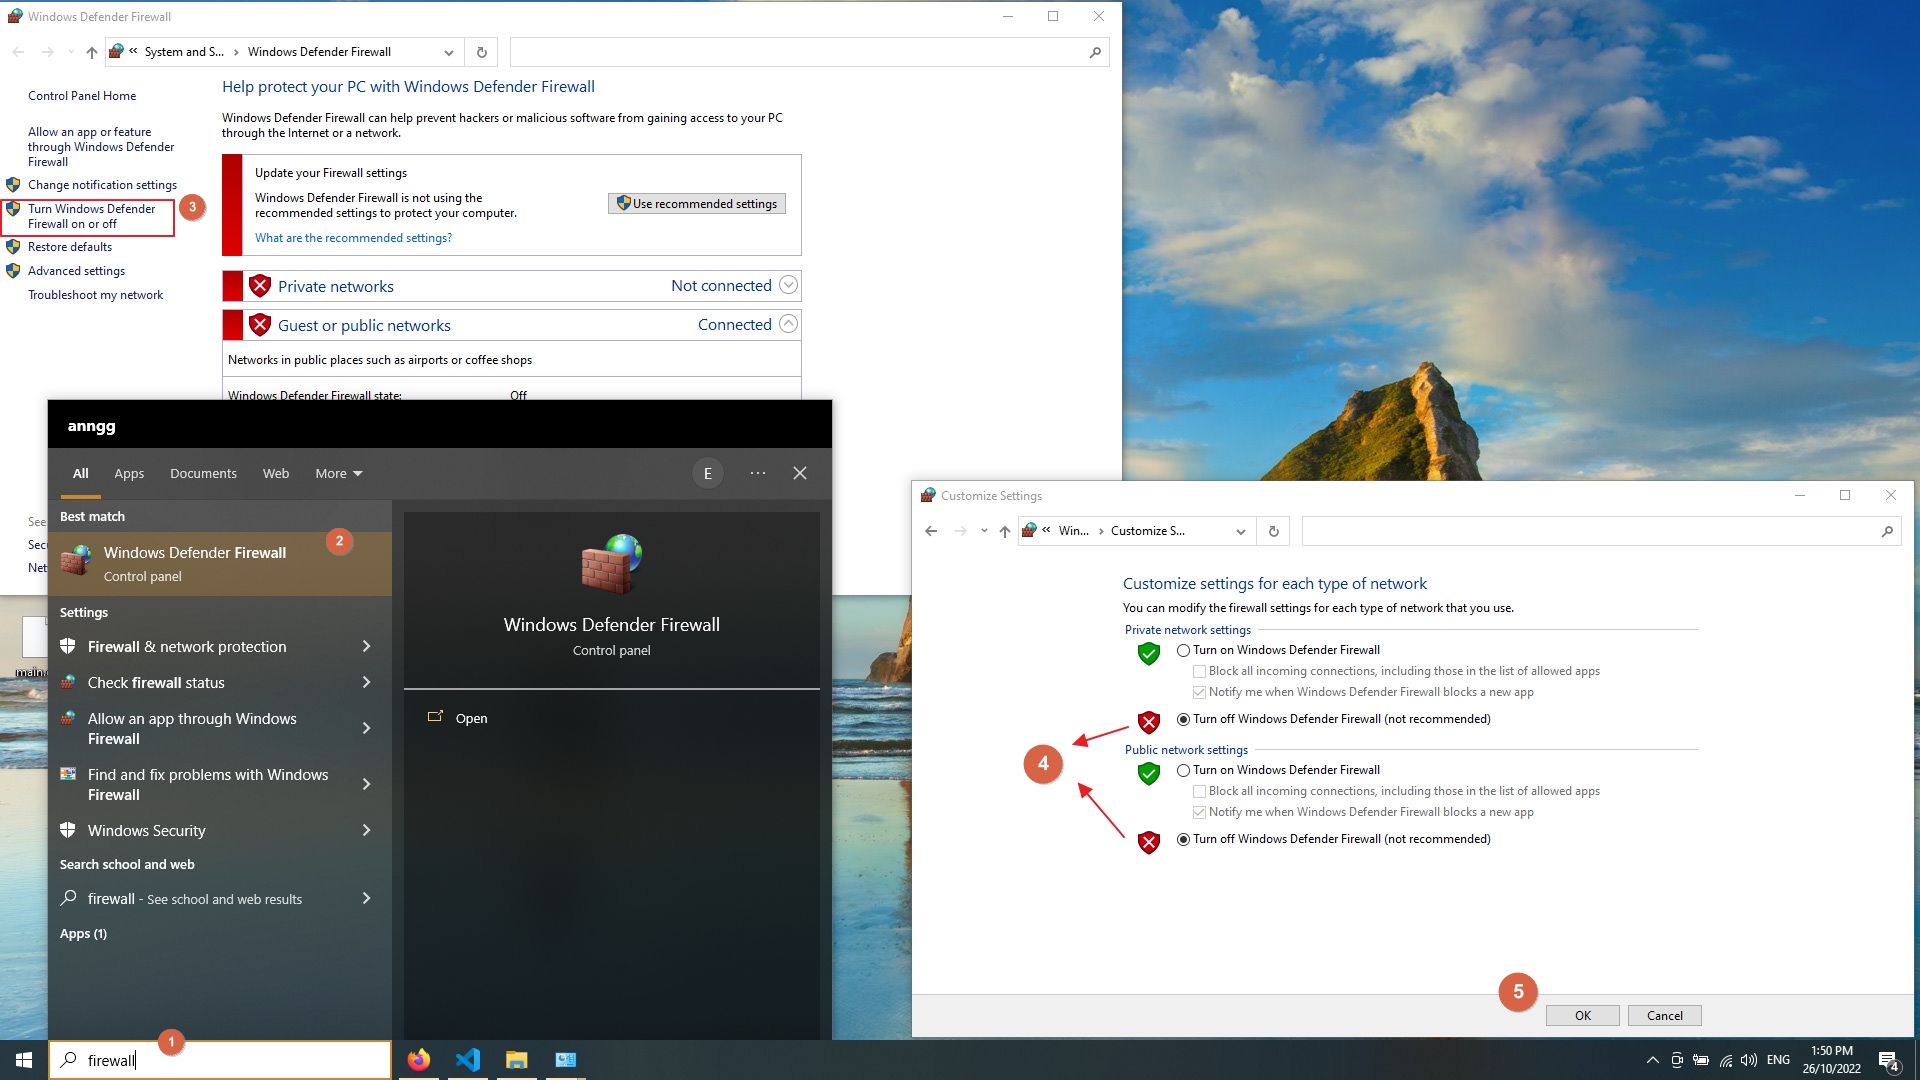 Windows Defender Firewall
« System and S... › Windows Defender Firewall
Control Panel Home
Allow an app or feature
through Windows Defender
Firewall
Change notification settings
Turn Windows Defender
Firewall on or off
3
Restore defaults
Advanced settings
Troubleshoot my network
See
Net
Help protect your PC with Windows Defender Firewall
Windows Defender Firewall can help prevent hackers or malicious software from gaining access to your PC
through the Internet or a network.
Update your Firewall settings
Windows Defender Firewall is not using the
recommended settings to protect your computer.
Use recommended settings
What are the recommended settings?
Private networks Not connected
Guest or public networks Connected
Networks in public places such as airports or coffee shops
Windows Defender Firewall state: Off
anngg
All Apps Documents Web More
E ...
Best match
Windows Defender Firewall
Control panel
2
Settings
Firewall & network protection
Check firewall status
Allow an app through Windows
Firewall
Find and fix problems with Windows
Firewall
Windows Security
Search school and web
firewall - See school and web results
Apps (1)
Windows Defender Firewall
Control panel
Open
Customize Settings
« Win... › Customize S...
Customize settings for each type of network
You can modify the firewall settings for each type of network that you use.
Private network settings
Turn on Windows Defender Firewall
Block all incoming connections, including those in the list of allowed apps
Notify me when Windows Defender Firewall blocks a new app
Turn off Windows Defender Firewall (not recommended)
4
Public network settings
Turn on Windows Defender Firewall
Block all incoming connections, including those in the list of allowed apps
Notify me when Windows Defender Firewall blocks a new app
Turn off Windows Defender Firewall (not recommended)
5
OK Cancel
1
firewall
ENG
1:50 PM
26/10/2022
4